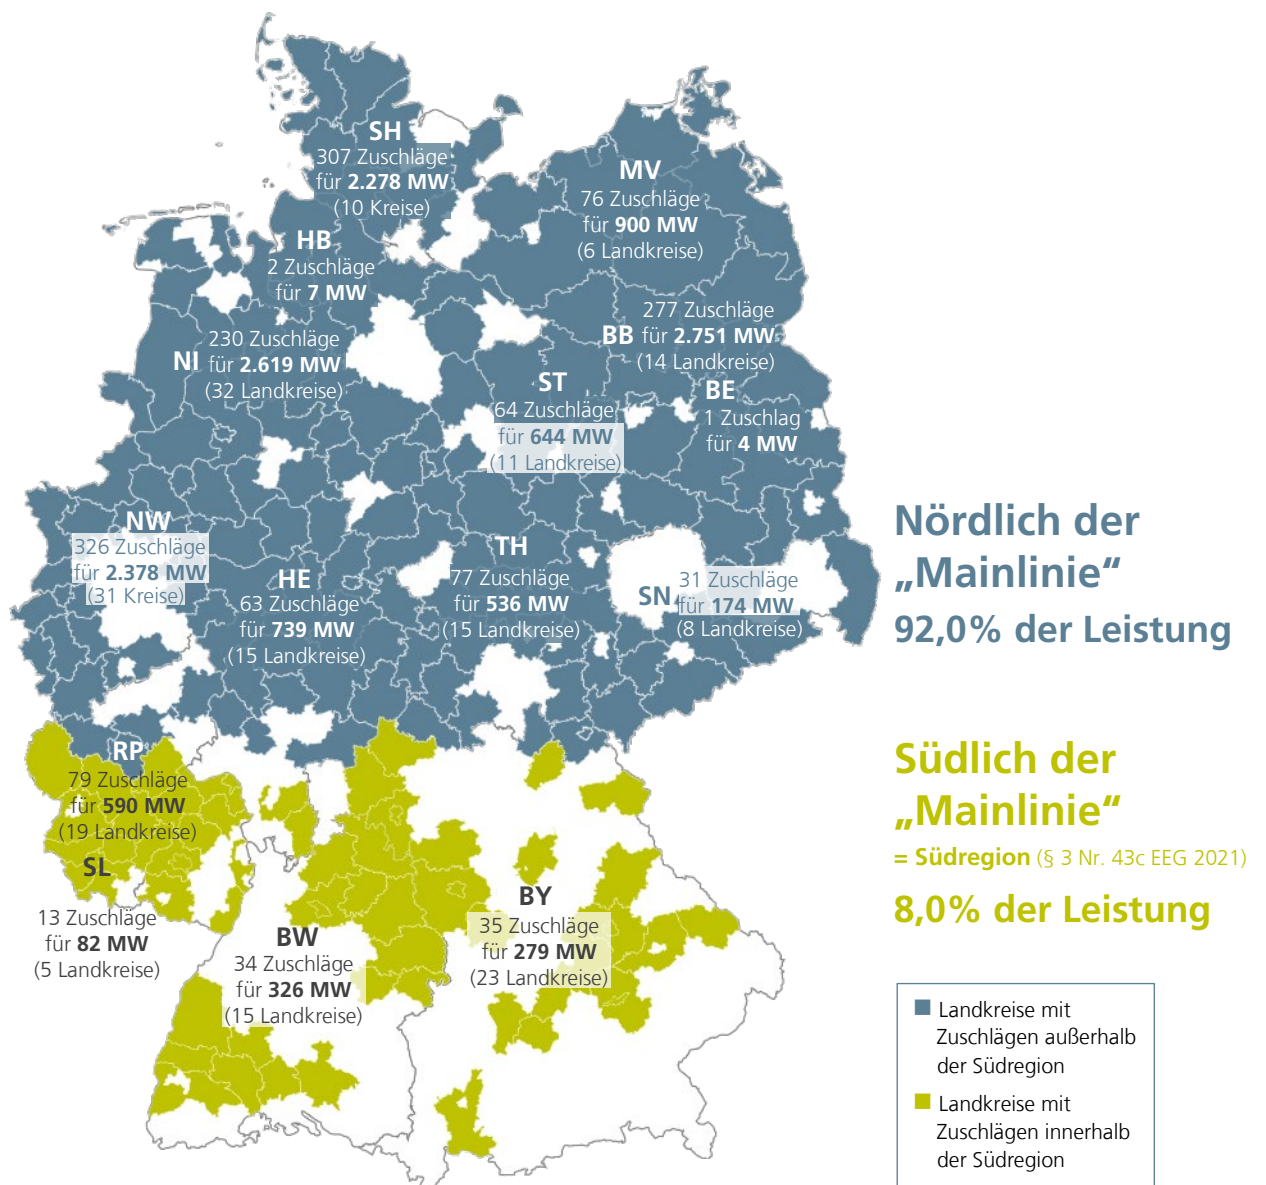 SH
307 Zuschläge
für 2.278 MW
(10 Kreise)
MV
76 Zuschläge
für 900 MW
(6 Landkreise)
HB
2 Zuschläge
für 7 MW
277 Zuschläge
BB für 2.751 MW
(14 Landkreise)
230 Zuschläge
NI für 2.619 MW
(32 Landkreise)
ST
64 Zuschläge
für 644 MW
(11 Landkreise)
BE
1 Zuschlag
für 4 MW
NW
326 Zuschläge
für 2.378 MW
(31 Kreise)
HE
63 Zuschläge
für 739 MW
(15 Landkreise)
TH
77 Zuschläge
für 536 MW
(15 Landkreise)
31 Zuschläge
SN für 174 MW
(8 Landkreise)
RP
79 Zuschläge
für 590 MW
(19 Landkreise)
SL
13 Zuschläge
für 82 MW
(5 Landkreise)
BW
34 Zuschläge
für 326 MW
(15 Landkreise)
BY
35 Zuschläge
für 279 MW
(23 Landkreise)
Nördlich der
„Mainlinie“
92,0% der Leistung
Südlich der
„Mainlinie“
= Südregion (§ 3 Nr. 43c EEG 2021)
8,0% der Leistung
Landkreise mit
Zuschlägen außerhalb
der Südregion
Landkreise mit
Zuschlägen innerhalb
der Südregion